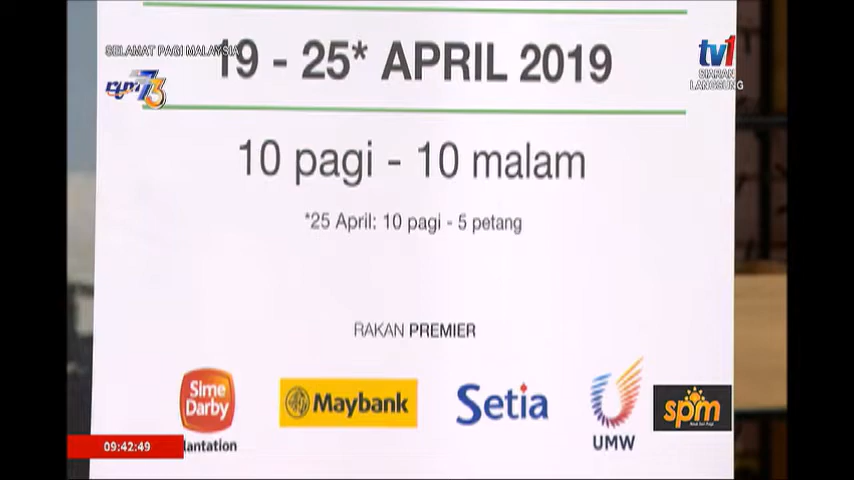 SELAMAT PAGI MALAYSIA
19 - 25* APRIL 2019
tv1
SIARAN
LANGSUNG
73
10 pagi - 10 malam
*25 April: 10 pagi - 5 petang
RAKAN PREMIER
Sime
Darby
lantation
Maybank
Setia
UMW
spm
09:42:49